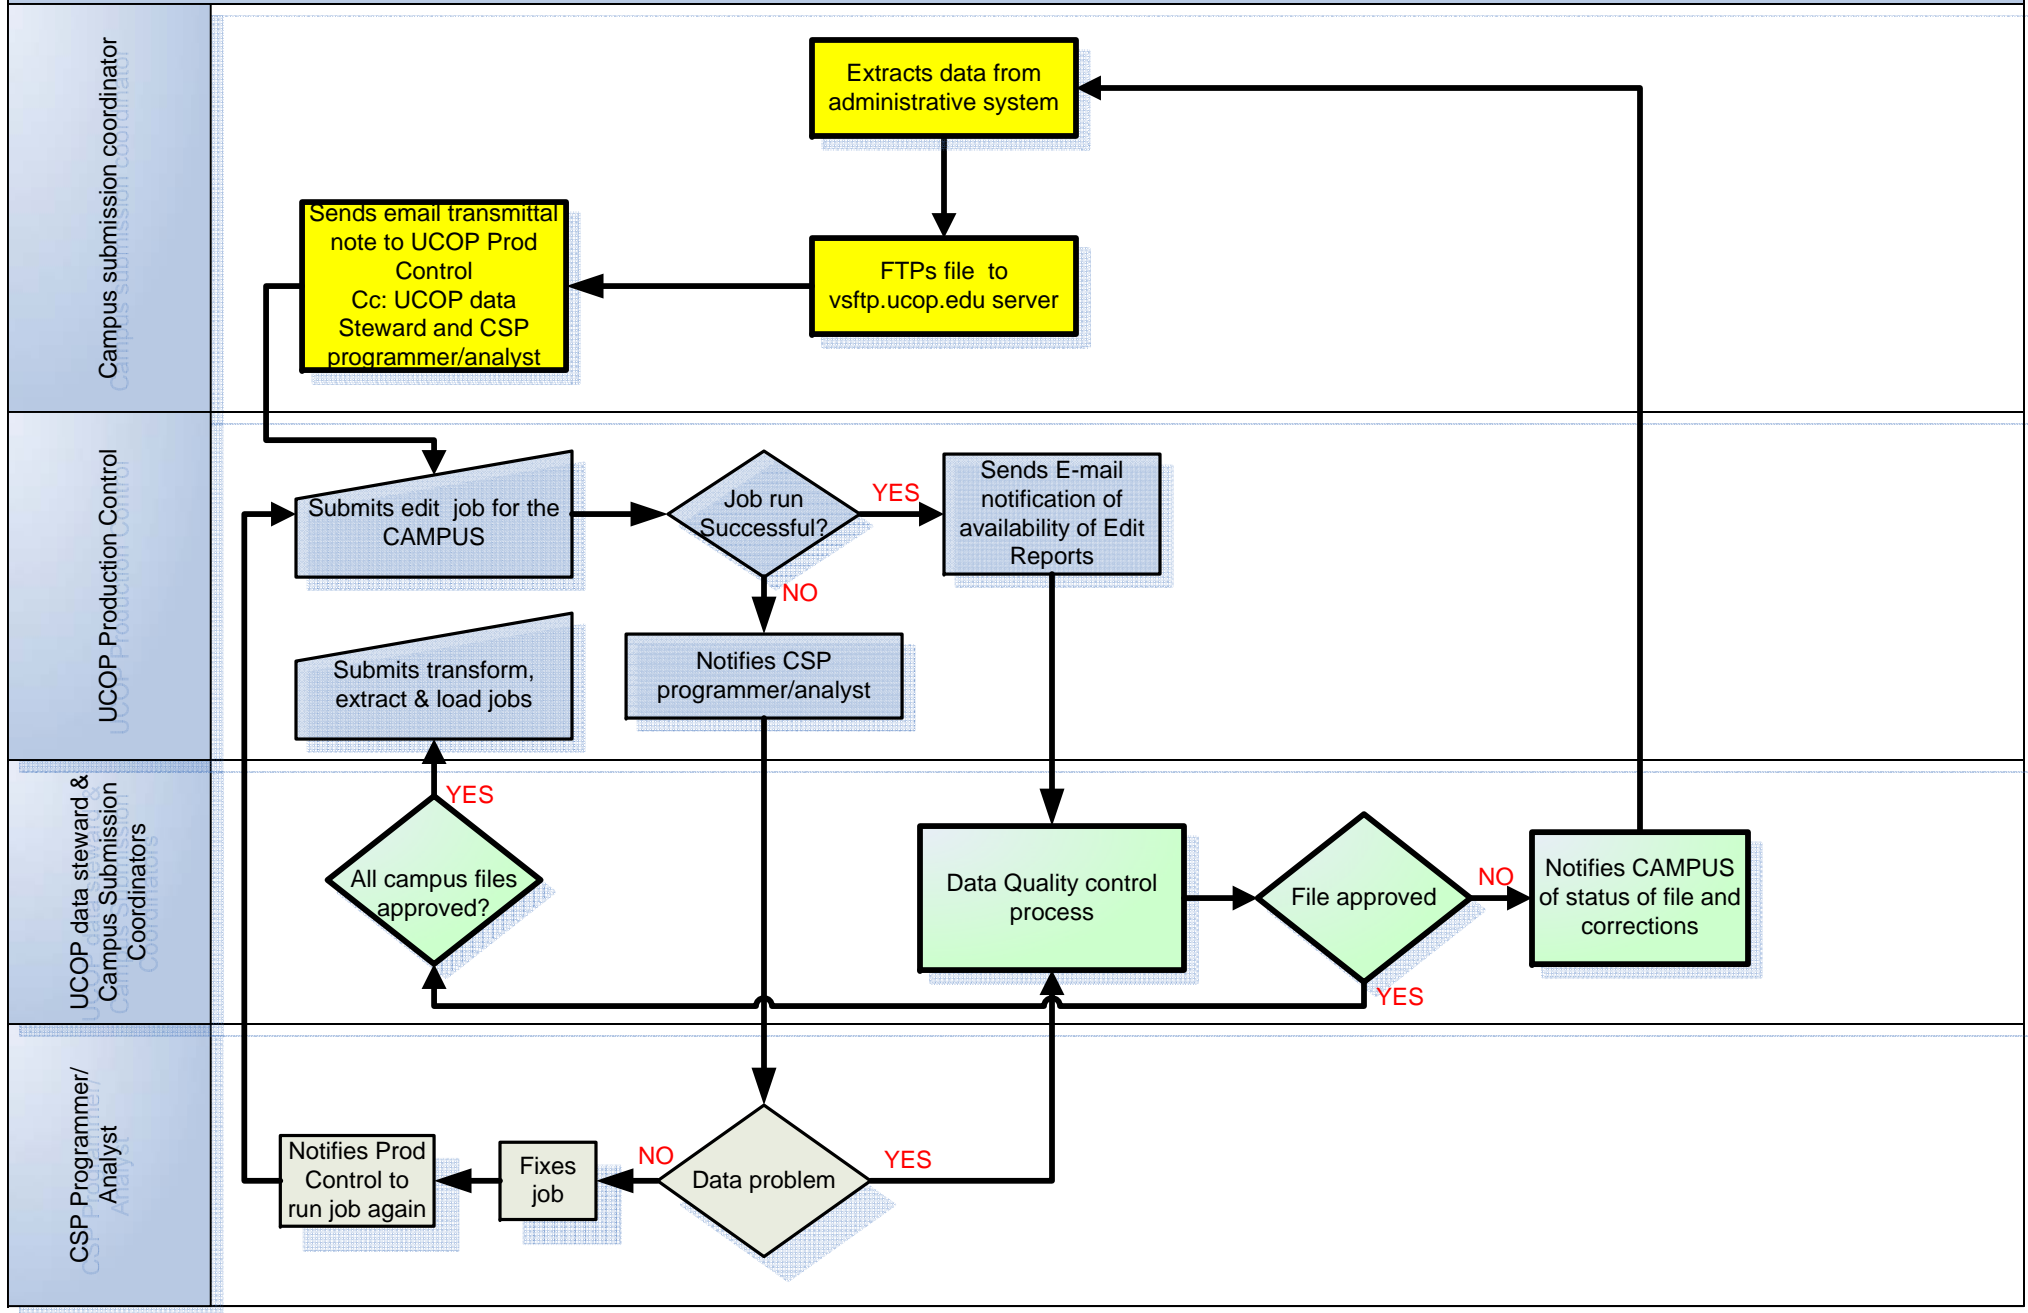 Campus submission coordinator
Extracts data from
administrative system
Sends email transmittal
note to UCOP Prod
Control
Cc: UCOP data
Steward and CSP
programmer/analyst
FTPs file to
vsftp.ucop.edu server
UCOP Production Control
Submits edit job for the
CAMPUS
Job run
Successful?
YES
Sends E-mail
notification of
availability of Edit
Reports
NO
Submits transform,
extract & load jobs
Notifies CSP
programmer/analyst
UCOP data steward &
Campus Submission
Coordinators
YES
All campus files
approved?
Data Quality control
process
File approved
NO
Notifies CAMPUS
of status of file and
corrections
YES
CSP Programmer/
Analyst
Notifies Prod
Control to
run job again
Fixes
job
NO
Data problem
YES